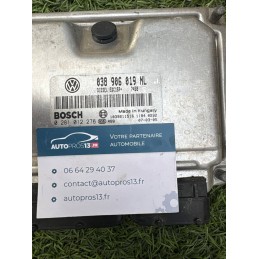 038 906 019 NL
BOSCH
Made in Hungary
0 281 012 278
VOTRE PARTENAIRE
AUTOMOBILE
AUTOPROS13.FR
06 64 29 40 37
contact@autopros13.fr
autopros13.fr